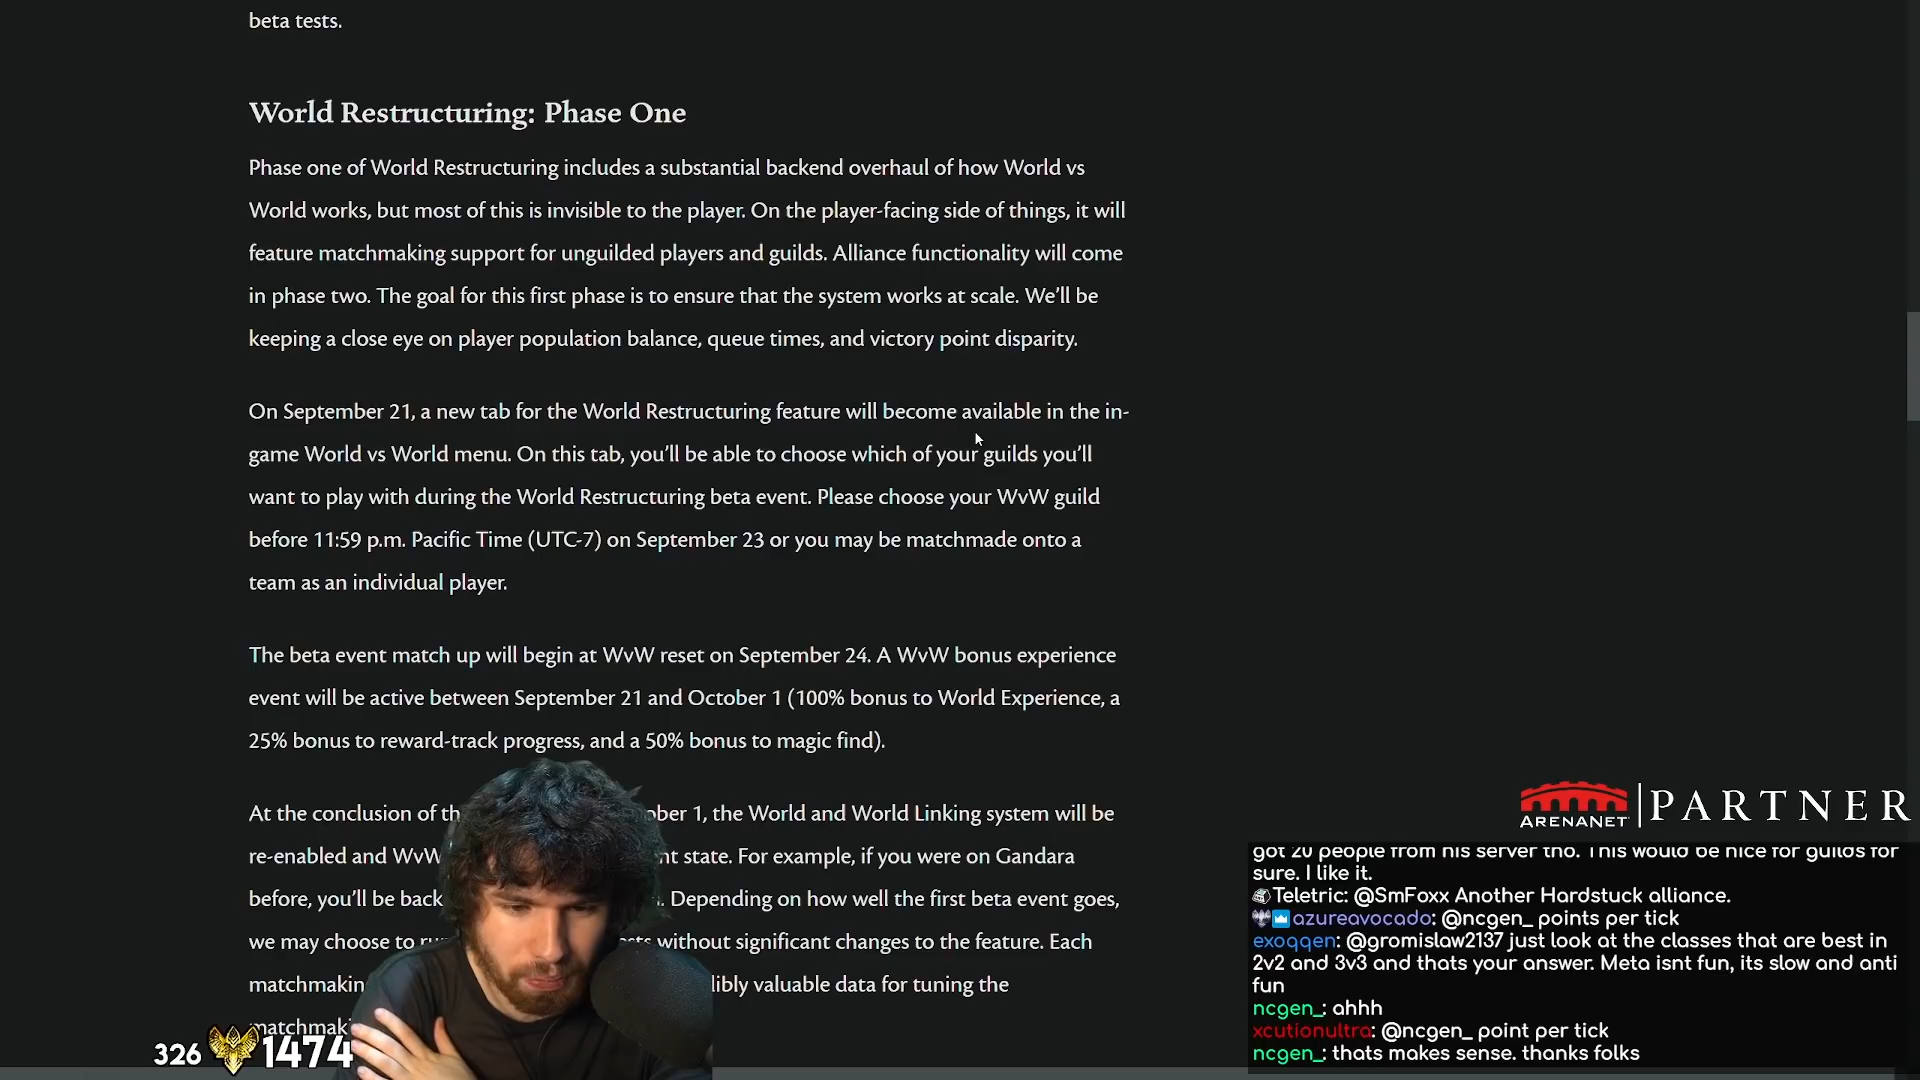 beta tests.
World Restructuring: Phase One
Phase one of World Restructuring includes a substantial backend overhaul of how World vs
World works, but most of this is invisible to the player. On the player-facing side of things, it will
feature matchmaking support for unguilded players and guilds. Alliance functionality will come
in phase two. The goal for this first phase is to ensure that the system works at scale. We'll be
keeping a close eye on player population balance, queue times, and victory point disparity.
On September 21, a new tab for the World Restructuring feature will become available in the in-
game World vs World menu. On this tab, you'll be able to choose which of your guilds you'll
want to play with during the World Restructuring beta event. Please choose your WvW guild
before 11:59 p.m. Pacific Time (UTC-7) on September 23 or you may be matchmade onto a
team as an individual player.
The beta event match up will begin at WvW reset on September 24. A WvW bonus experience
event will be active between September 21 and October 1 (100% bonus to World Experience, a
25% bonus to reward-track progress, and a 50% bonus to magic find).
At the conclusion of th ober 1, the World and World Linking system will be
re-enabled and WvW nt state. For example, if you were on Gandara
before, you'll be back . Depending on how well the first beta event goes,
we may choose to without significant changes to the feature. Each
matchmakin dibly valuable data for tuning the
matchmaki
326 1474
ARENANET PARTNER
got 20 people from his server tho. This would be nice for guilds for
sure. I like it.
Teletric: @SmFoxx Another Hardstuck alliance.
azureavocado: @ncgen_ points per tick
exoqqen: @gromislaw2137 just look at the classes that are best in
2v2 and 3v3 and thats your answer. Meta isnt fun, its slow and anti
fun
ncgen_: ahhh
xcutionultra: @ncgen_ point per tick
ncgen_: thats makes sense. thanks folks